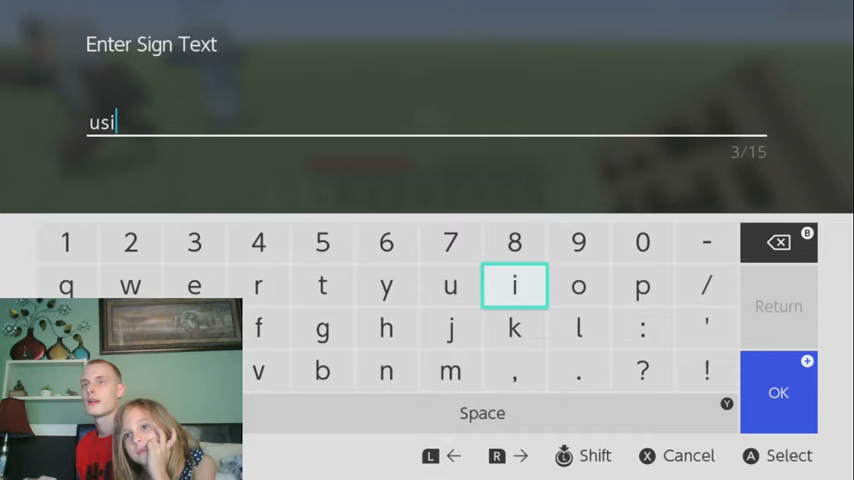 Enter Sign Text
usi
3/15
1 2 3 4 5 6 7 8 9 0 - B
q w e r t y u i o p / Return
f g h j k l : '
v b n m , . ? ! OK +
Space Y
L ← R → L Shift X Cancel A Select